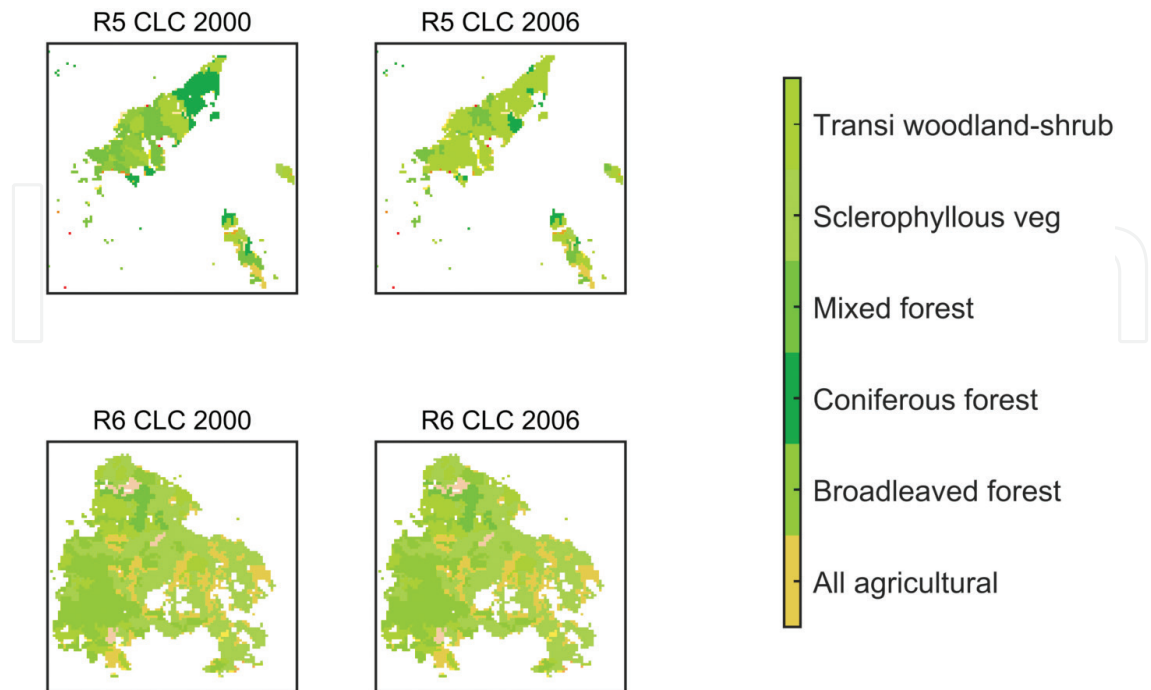 R5 CLC 2000
R5 CLC 2006
Transi woodland-shrub
Sclerophyllous veg
Mixed forest
Coniferous forest
Broadleaved forest
All agricultural
R6 CLC 2000
R6 CLC 2006